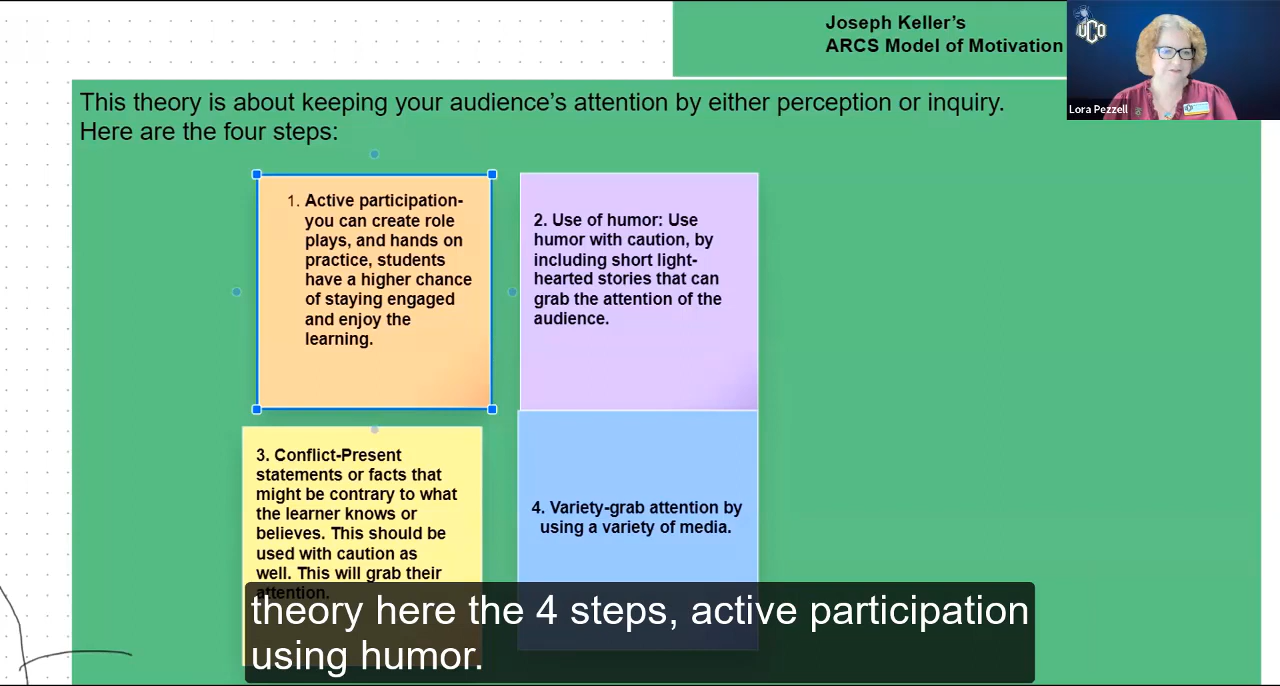 Joseph Keller's
ARCS Model of Motivation
UCO
Lora Pezzell
This theory is about keeping your audience's attention by either perception or inquiry.
Here are the four steps:
1. Active participation-
you can create role
plays, and hands on
practice, students
have a higher chance
of staying engaged
and enjoy the
learning.
2. Use of humor: Use
humor with caution, by
including short light-
hearted stories that can
grab the attention of the
audience.
3. Conflict-Present
statements or facts that
might be contrary to what
the learner knows or
believes. This should be
used with caution as
well. This will grab their
attention.
4. Variety-grab attention by
using a variety of media.
theory here the 4 steps, active participation
using humor.